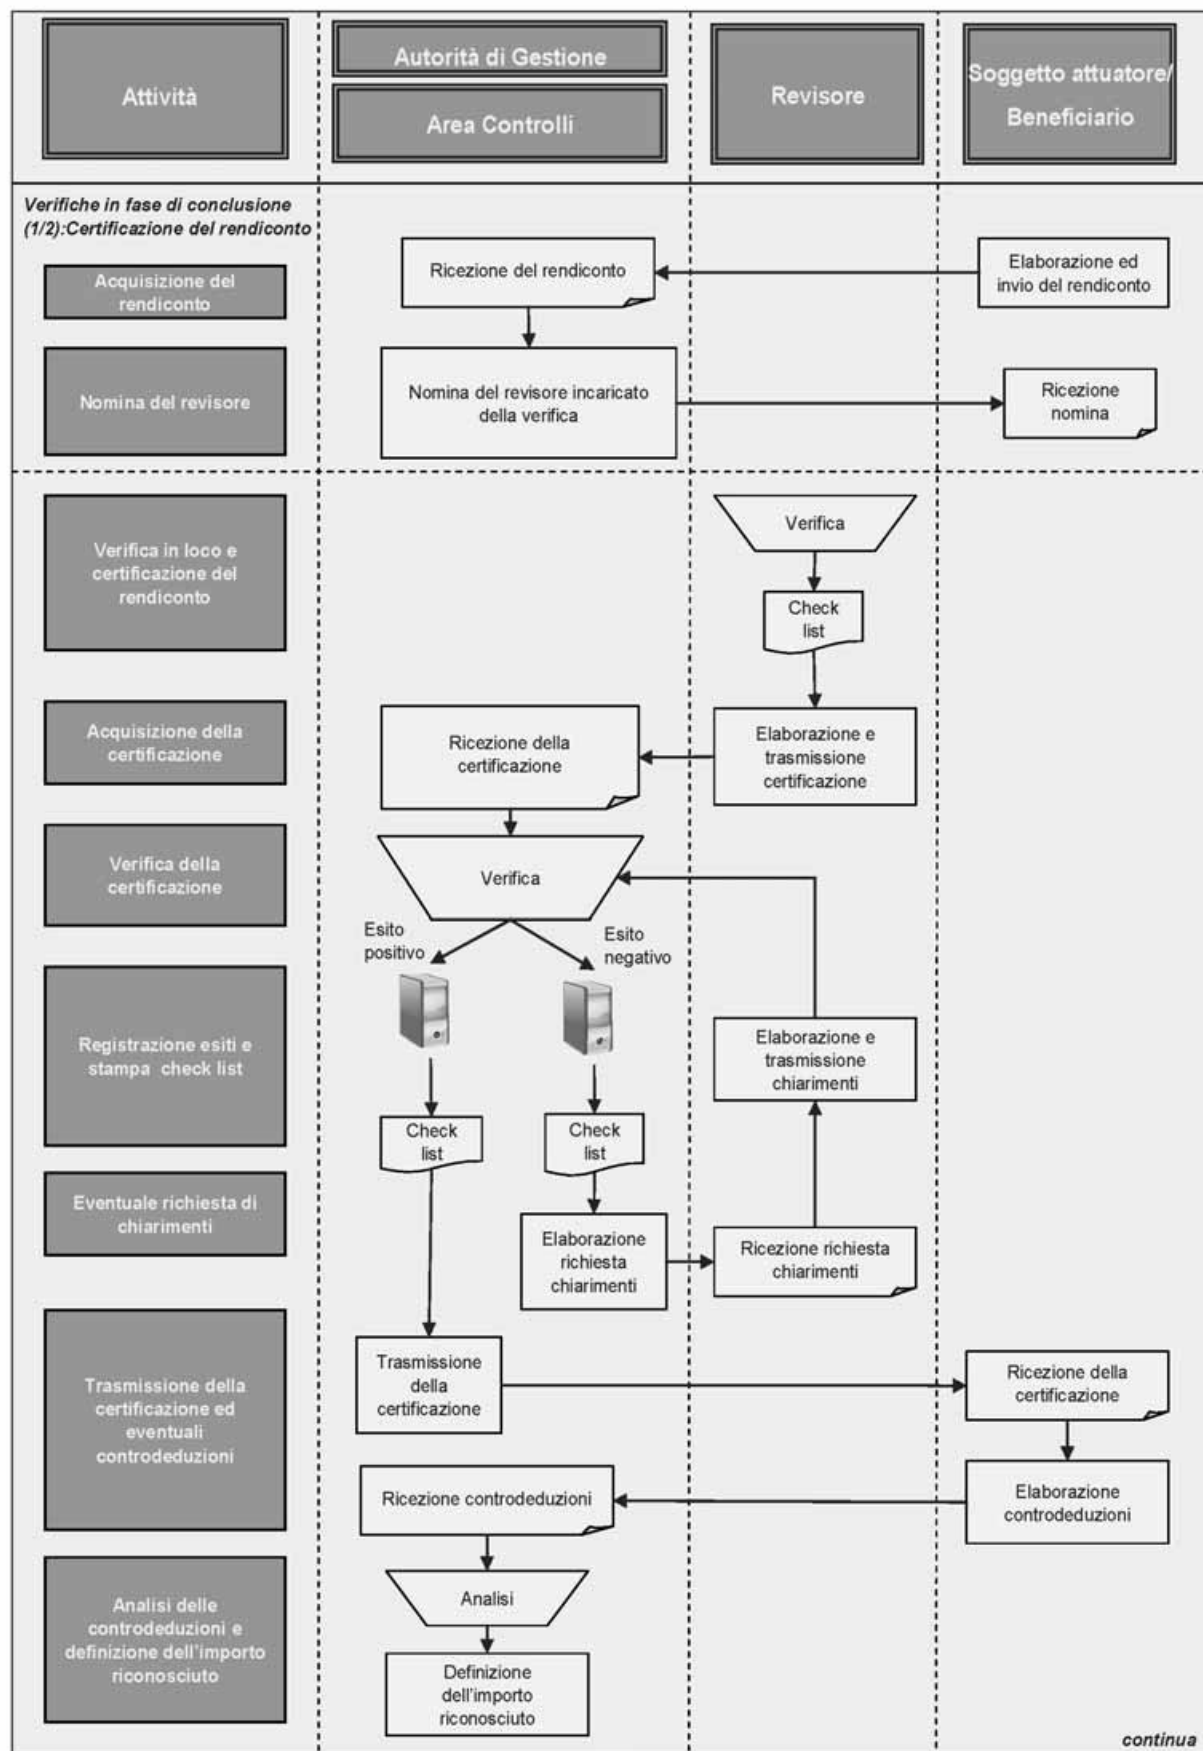 Attività
Autorità di Gestione
Area Controlli
Revisore
Soggetto attuatore/
Beneficiario
Verifiche in fase di conclusione
(1/2):Certificazione del rendiconto
Acquisizione del
rendiconto
Ricezione del rendiconto
Elaborazione ed
invio del rendiconto
Nomina del revisore
Nomina del revisore incaricato
della verifica
Ricezione
nomina
Verifica in loco e
certificazione del
rendiconto
Verifica
Check
list
Acquisizione della
certificazione
Ricezione della
certificazione
Elaborazione e
trasmissione
certificazione
Verifica della
certificazione
Verifica
Esito
positivo
Esito
negativo
Registrazione esiti e
stampa check list
Elaborazione e
trasmissione
chiarimenti
Check
list
Check
list
Eventuale richiesta di
chiarimenti
Elaborazione
richiesta
chiarimenti
Ricezione richiesta
chiarimenti
Trasmissione della
certificazione ed
eventuali
controdeduzioni
Trasmissione
della
certificazione
Ricezione della
certificazione
Ricezione controdeduzioni
Elaborazione
controdeduzioni
Analisi delle
controdeduzioni e
definizione dell'importo
riconosciuto
Analisi
Definizione
dell'importo
riconosciuto
continua